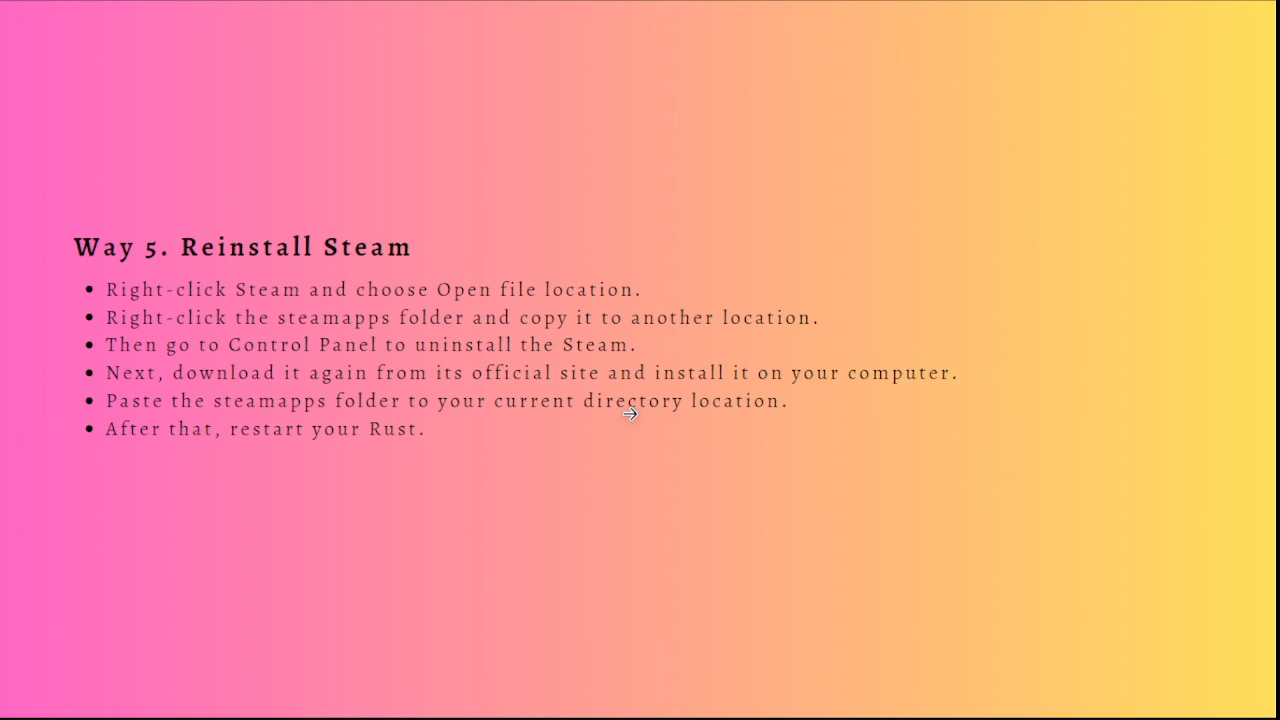 Way 5. Reinstall Steam
• Right-click Steam and choose Open file location.
• Right-click the steamapps folder and copy it to another location.
• Then go to Control Panel to uninstall the Steam.
• Next, download it again from its official site and install it on your computer.
• Paste the steamapps folder to your current directory location.
• After that, restart your Rust.